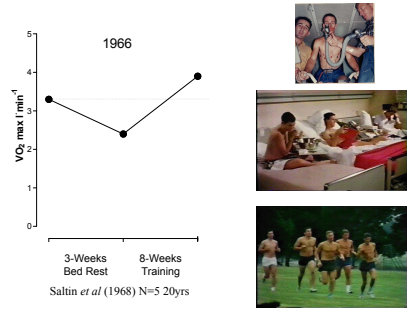 1966
VO2 max l min-1
5
4
3
2
1
0
3-Weeks
Bed Rest
8-Weeks
Training
Saltin et al (1968) N=5 20yrs